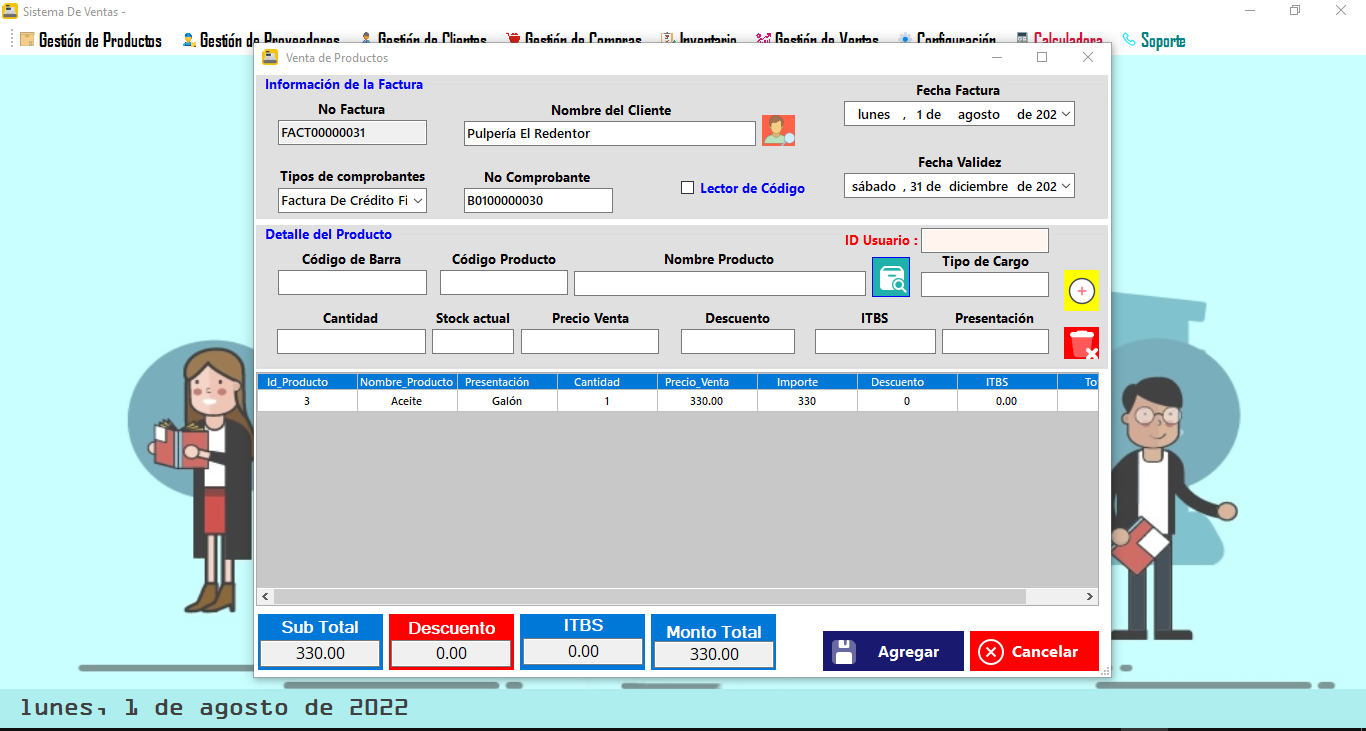 Sistema De Ventas -
Gestión de Productos Gestión de Proveedores Gestión de Clientes Gestión de Compras Inventario Gestión de Ventas Configuración Calculadora Soporte
Venta de Productos
Información de la Factura
No Factura Nombre del Cliente Fecha Factura
FACT00000031 Pulpería El Redentor lunes , 1 de agosto de 202
Tipos de comprobantes No Comprobante Fecha Validez
Factura De Crédito Fi B0100000030 Lector de Código sábado , 31 de diciembre de 202
Detalle del Producto ID Usuario :
Código de Barra Código Producto Nombre Producto Tipo de Cargo
Cantidad Stock actual Precio Venta Descuento ITBS Presentación
Id_Producto Nombre_Producto Presentación Cantidad Precio_Venta Importe Descuento ITBS To
3 Aceite Galón 1 330.00 330 0 0.00
Sub Total Descuento ITBS Monto Total
330.00 0.00 0.00 330.00
Agregar Cancelar
lunes, 1 de agosto de 2022